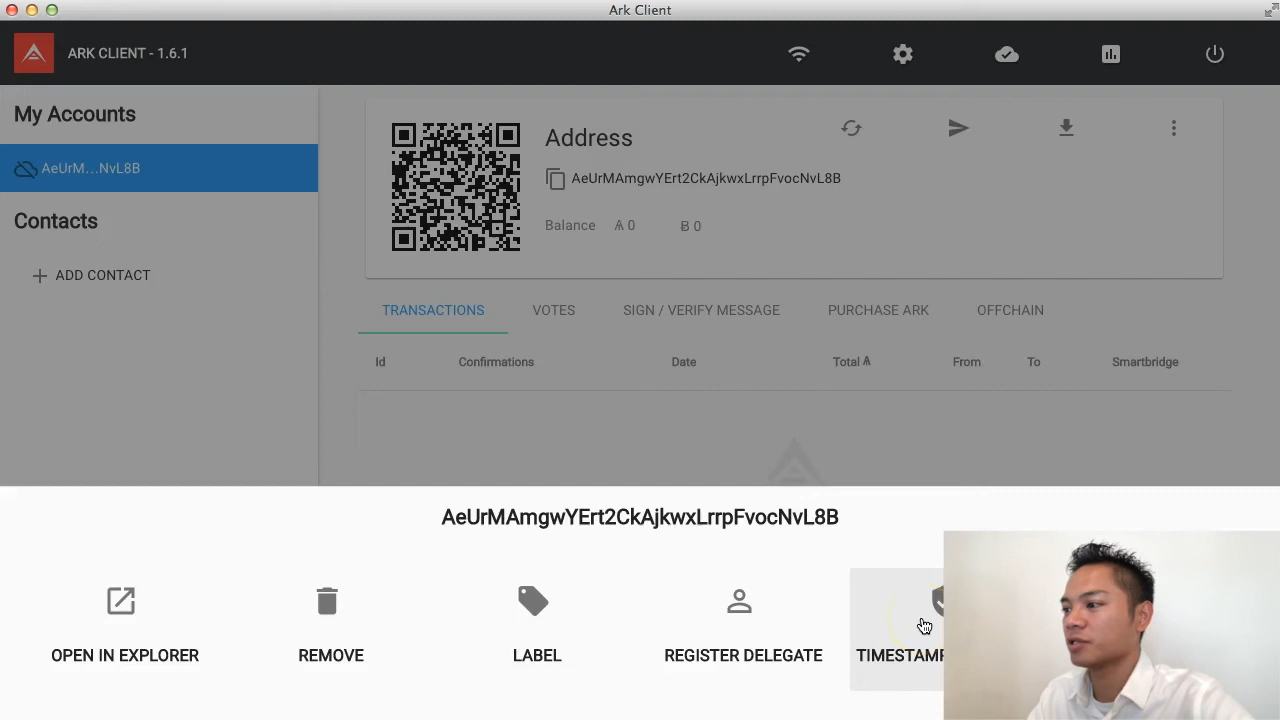 Ark Client
ARK CLIENT - 1.6.1
My Accounts
AeUrM...NvL8B
Contacts
ADD CONTACT
Address
AeUrMAmgwYErt2CkAjkwxLrrpFvocNvL8B
Balance Ѧ 0 Ƀ 0
TRANSACTIONS VOTES SIGN / VERIFY MESSAGE PURCHASE ARK OFFCHAIN
Id Confirmations Date Total Ѧ From To Smartbridge
AeUrMAmgwYErt2CkAjkwxLrrpFvocNvL8B
OPEN IN EXPLORER REMOVE LABEL REGISTER DELEGATE